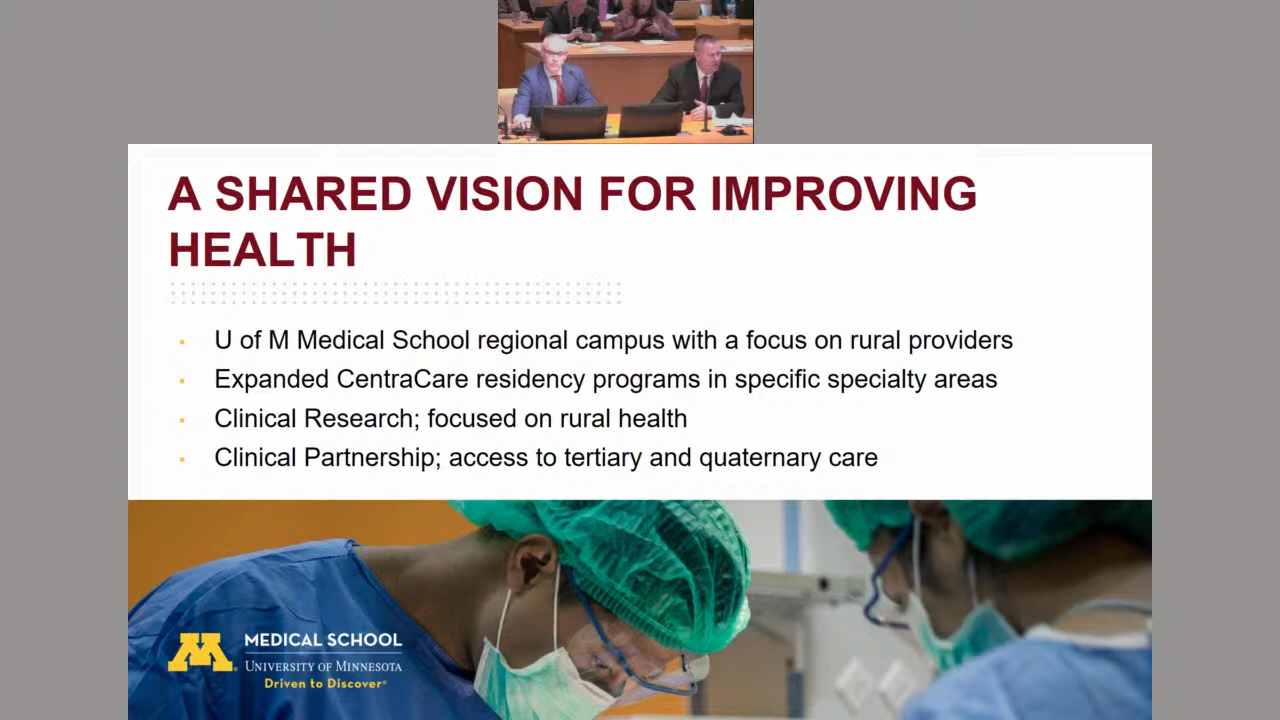 A SHARED VISION FOR IMPROVING
HEALTH
U of M Medical School regional campus with a focus on rural providers
Expanded CentraCare residency programs in specific specialty areas
Clinical Research; focused on rural health
Clinical Partnership; access to tertiary and quaternary care
M
MEDICAL SCHOOL
UNIVERSITY OF MINNESOTA
Driven to Discover®